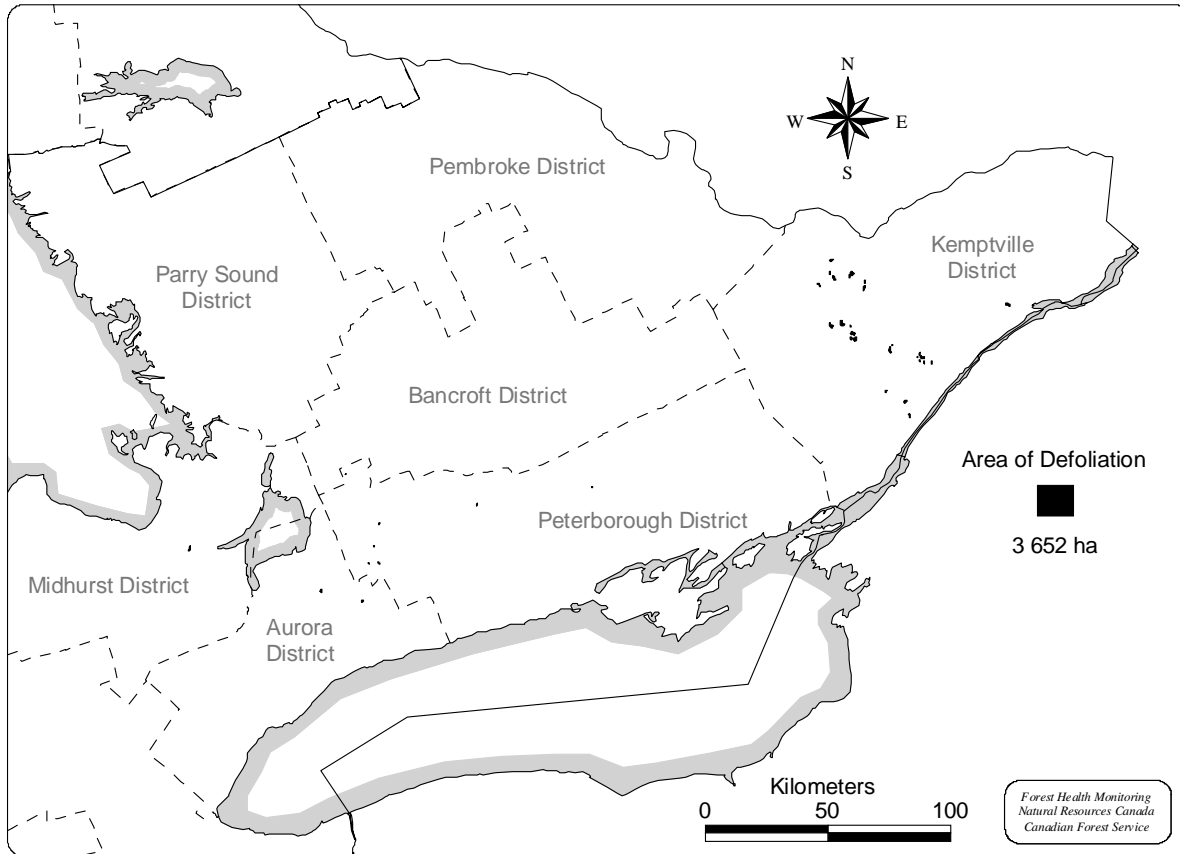 N
W
E
S
Pembroke District
Kemptville
District
Parry Sound
District
Bancroft District
Area of Defoliation
3 652 ha
Peterborough District
Midhurst District
Aurora
District
Kilometers
0 50 100
Forest Health Monitoring
Natural Resources Canada
Canadian Forest Service